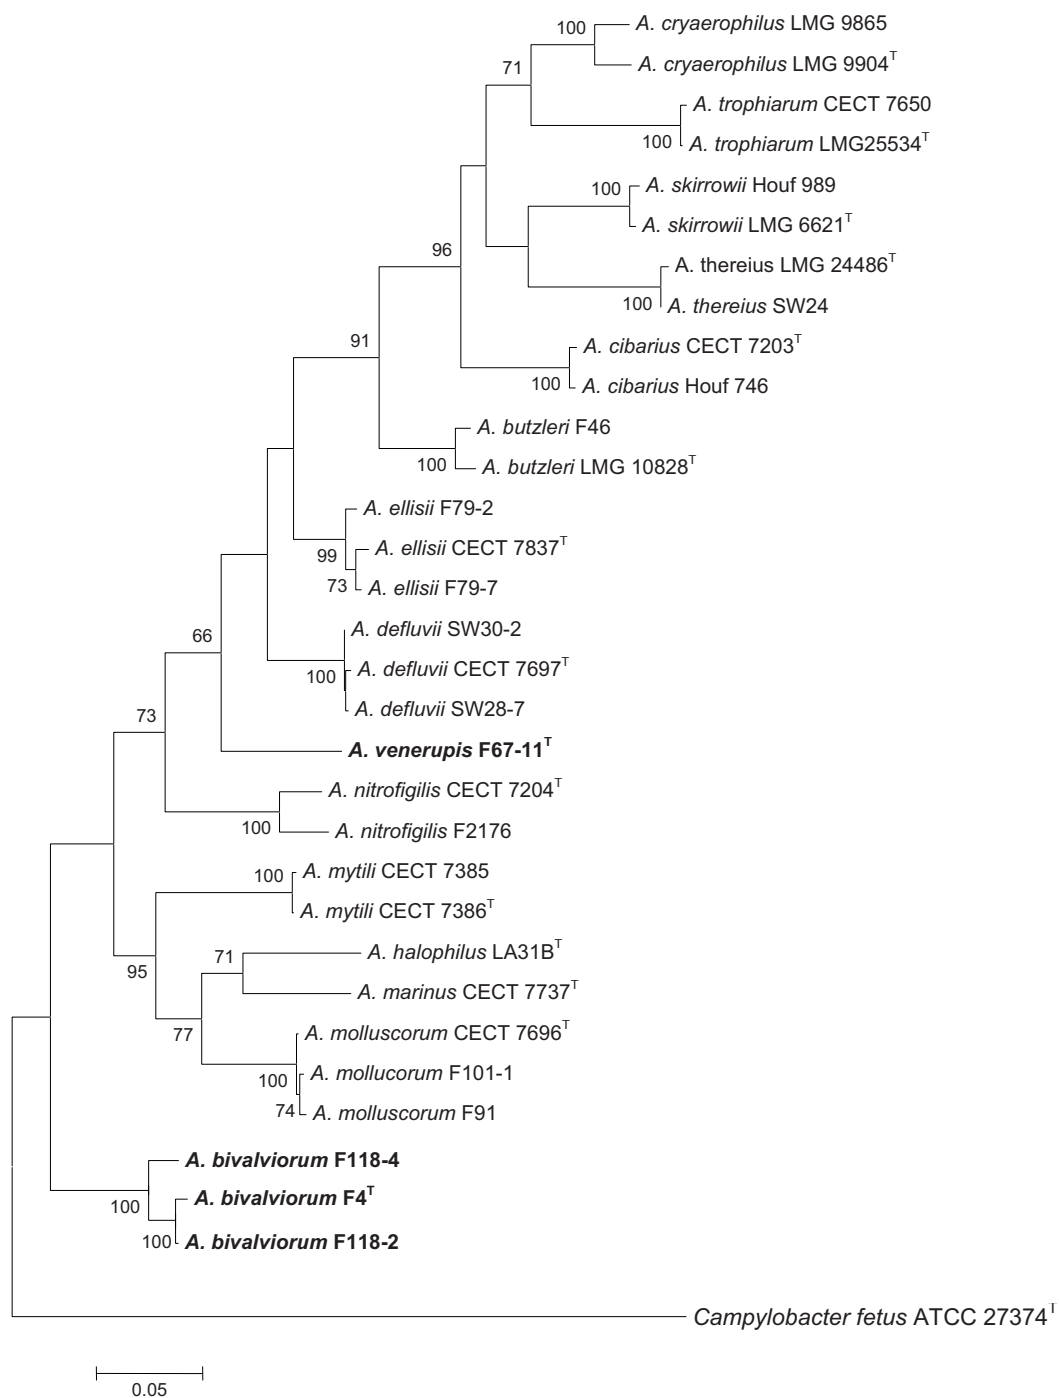 100
A. cryaerophilus LMG 9865
71
A. cryaerophilus LMG 9904T
A. trophiarum CECT 7650
100
A. trophiarum LMG25534T
100
A. skirrowii Houf 989
A. skirrowii LMG 6621T
96
A. thereius LMG 24486T
100
A. thereius SW24
91
A. cibarius CECT 7203T
100
A. cibarius Houf 746
A. butzleri F46
100
A. butzleri LMG 10828T
A. ellisii F79-2
99
A. ellisii CECT 7837T
73
A. ellisii F79-7
66
A. defluvii SW30-2
100
A. defluvii CECT 7697T
A. defluvii SW28-7
73
A. venerupis F67-11T
A. nitrofigilis CECT 7204T
100
A. nitrofigilis F2176
100
A. mytili CECT 7385
A. mytili CECT 7386T
71
A. halophilus LA31BT
95
A. marinus CECT 7737T
77
A. molluscorum CECT 7696T
100
A. mollucorum F101-1
74
A. molluscorum F91
A. bivalviorum F118-4
100
A. bivalviorum F4T
100
A. bivalviorum F118-2
Campylobacter fetus ATCC 27374T
0.05